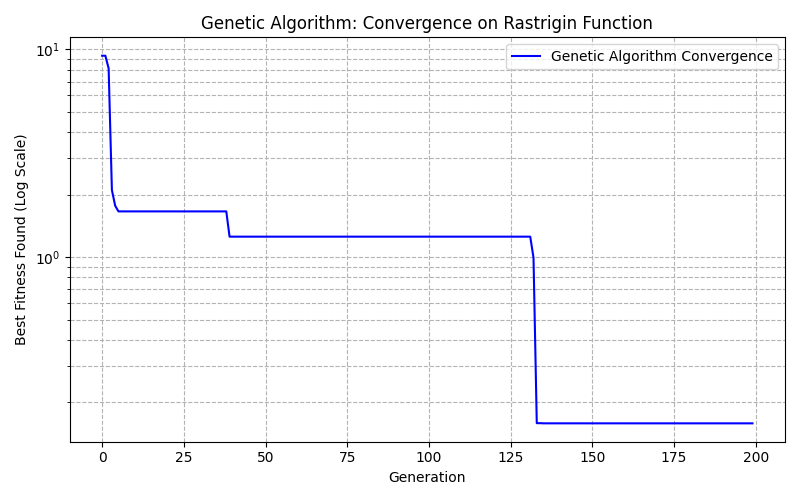 Genetic Algorithm: Convergence on Rastrigin Function
Genetic Algorithm Convergence
Best Fitness Found (Log Scale)
10¹
10⁰
0 25 50 75 100 125 150 175 200
Generation